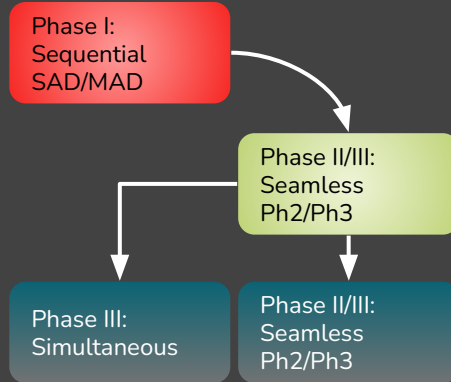 Phase I:
Sequential
SAD/MAD
Phase II/III:
Seamless
Ph2/Ph3
Phase III:
Simultaneous
Phase II/III:
Seamless
Ph2/Ph3